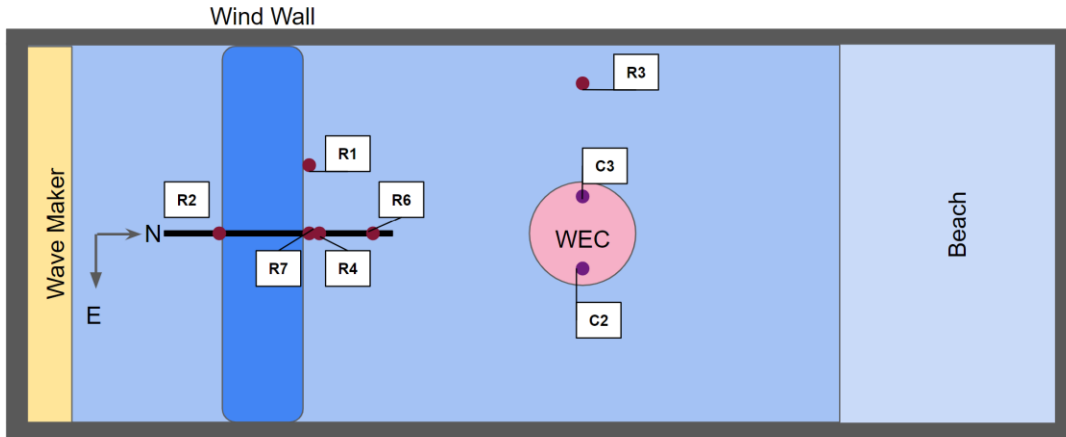 Wind Wall
R3
R1
C3
R2
R6
Wave Maker
N
WEC
Beach
R7
R4
E
C2